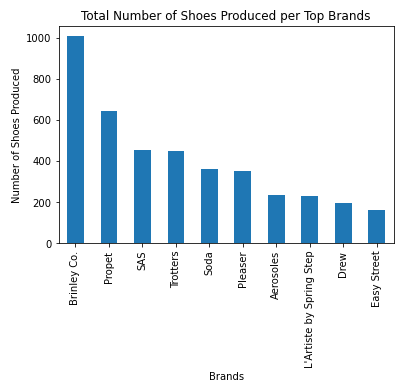 Total Number of Shoes Produced per Top Brands
Number of Shoes Produced
1000
800
600
400
200
0
Brinley Co.
Propet
SAS
Trotters
Soda
Pleaser
Aerosoles
L'Artiste by Spring Step
Drew
Easy Street
Brands